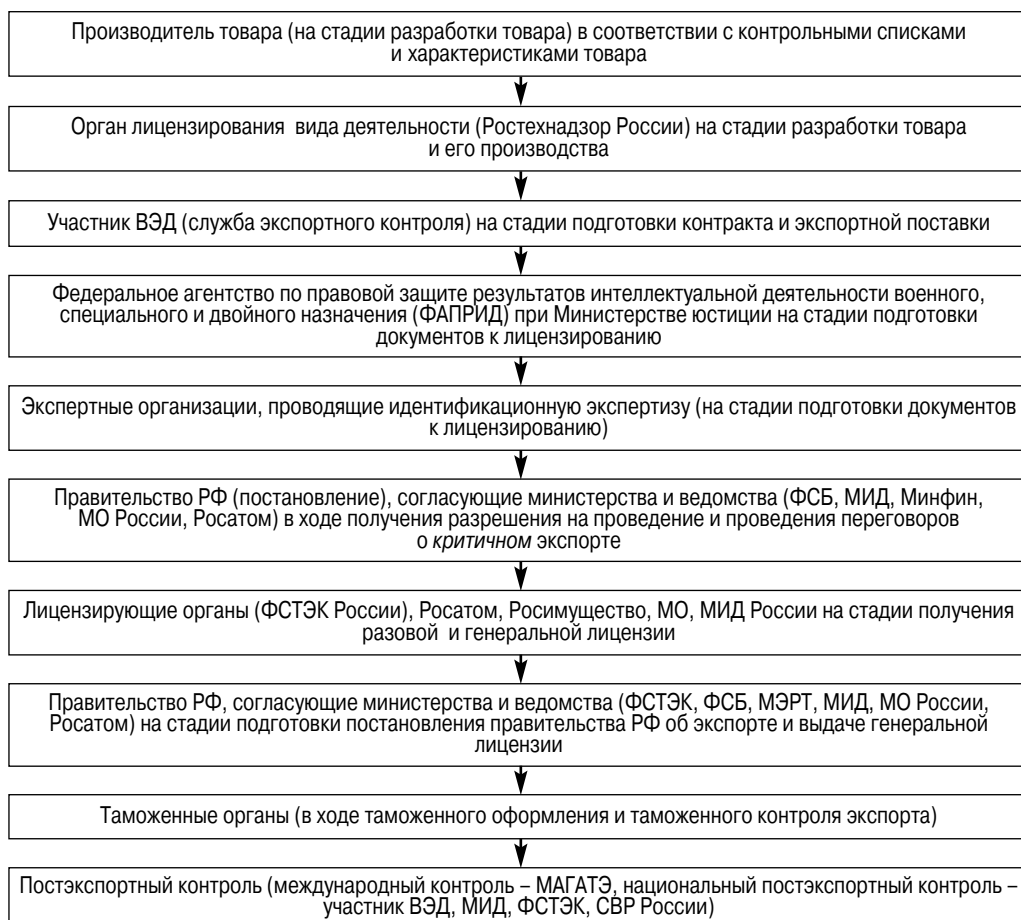 Производитель товара (на стадии разработки товара) в соответствии с контрольными списками
и характеристиками товара
Орган лицензирования вида деятельности (Ростехнадзор России) на стадии разработки товара
и его производства
Участник ВЭД (служба экспортного контроля) на стадии подготовки контракта и экспортной поставки
Федеральное агентство по правовой защите результатов интеллектуальной деятельности военного,
специального и двойного назначения (ФАПРИД) при Министерстве юстиции на стадии подготовки
документов к лицензированию
Экспертные организации, проводящие идентификационную экспертизу (на стадии подготовки документов
к лицензированию)
Правительство РФ (постановление), согласующие министерства и ведомства (ФСБ, МИД, Минфин,
МО России, Росатом) в ходе получения разрешения на проведение и проведения переговоров
о критичном экспорте
Лицензирующие органы (ФСТЭК России), Росатом, Росимущество, МО, МИД России на стадии получения
разовой и генеральной лицензии
Правительство РФ, согласующие министерства и ведомства (ФСТЭК, ФСБ, МЭРТ, МИД, МО России,
Росатом) на стадии подготовки постановления правительства РФ об экспорте и выдаче генеральной
лицензии
Таможенные органы (в ходе таможенного оформления и таможенного контроля экспорта)
Постэкспортный контроль (международный контроль – МАГАТЭ, национальный постэкспортный контроль –
участник ВЭД, МИД, ФСТЭК, СВР России)